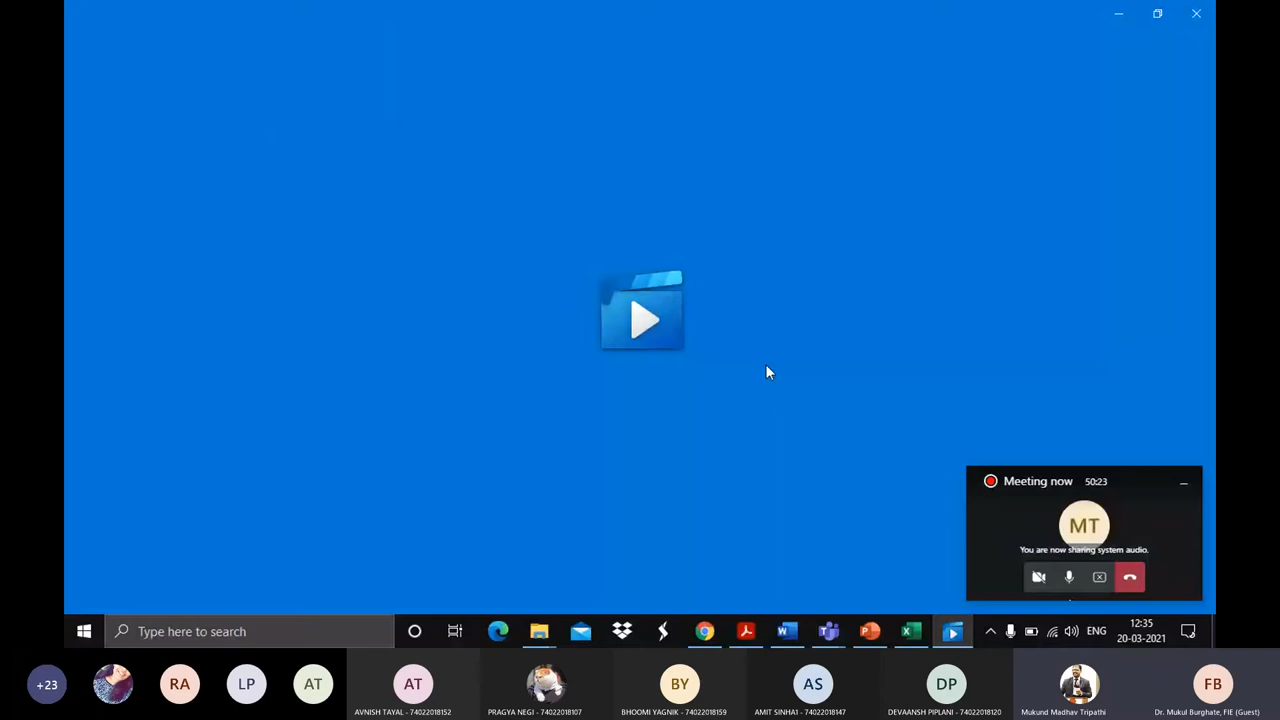 Meeting now 50:23
MT
You are now sharing system audio.
Type here to search
ENG
12:35
20-03-2021
+23
RA
LP
AT
AT
AVNISH TAYAL - 74022018152
PRAGYA NEGI - 74022018107
BY
BHOOMI YAGNIK - 74022018159
AS
AMIT SINHA1 - 74022018147
DP
DEVAANSH PIPLANI - 74022018120
Mukund Madhav Tripathi
FB
Dr. Mukul Burghate, FIE (Guest)